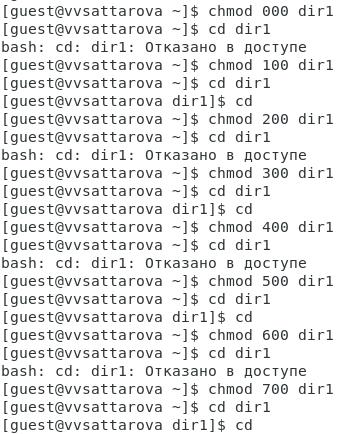 [guest@vvsattarova ~]$ chmod 000 dir1
[guest@vvsattarova ~]$ cd dir1
bash: cd: dir1: Отказано в доступе
[guest@vvsattarova ~]$ chmod 100 dir1
[guest@vvsattarova ~]$ cd dir1
[guest@vvsattarova dir1]$ cd
[guest@vvsattarova ~]$ chmod 200 dir1
[guest@vvsattarova ~]$ cd dir1
bash: cd: dir1: Отказано в доступе
[guest@vvsattarova ~]$ chmod 300 dir1
[guest@vvsattarova ~]$ cd dir1
[guest@vvsattarova dir1]$ cd
[guest@vvsattarova ~]$ chmod 400 dir1
[guest@vvsattarova ~]$ cd dir1
bash: cd: dir1: Отказано в доступе
[guest@vvsattarova ~]$ chmod 500 dir1
[guest@vvsattarova ~]$ cd dir1
[guest@vvsattarova dir1]$ cd
[guest@vvsattarova ~]$ chmod 600 dir1
[guest@vvsattarova ~]$ cd dir1
bash: cd: dir1: Отказано в доступе
[guest@vvsattarova ~]$ chmod 700 dir1
[guest@vvsattarova ~]$ cd dir1
[guest@vvsattarova dir1]$ cd